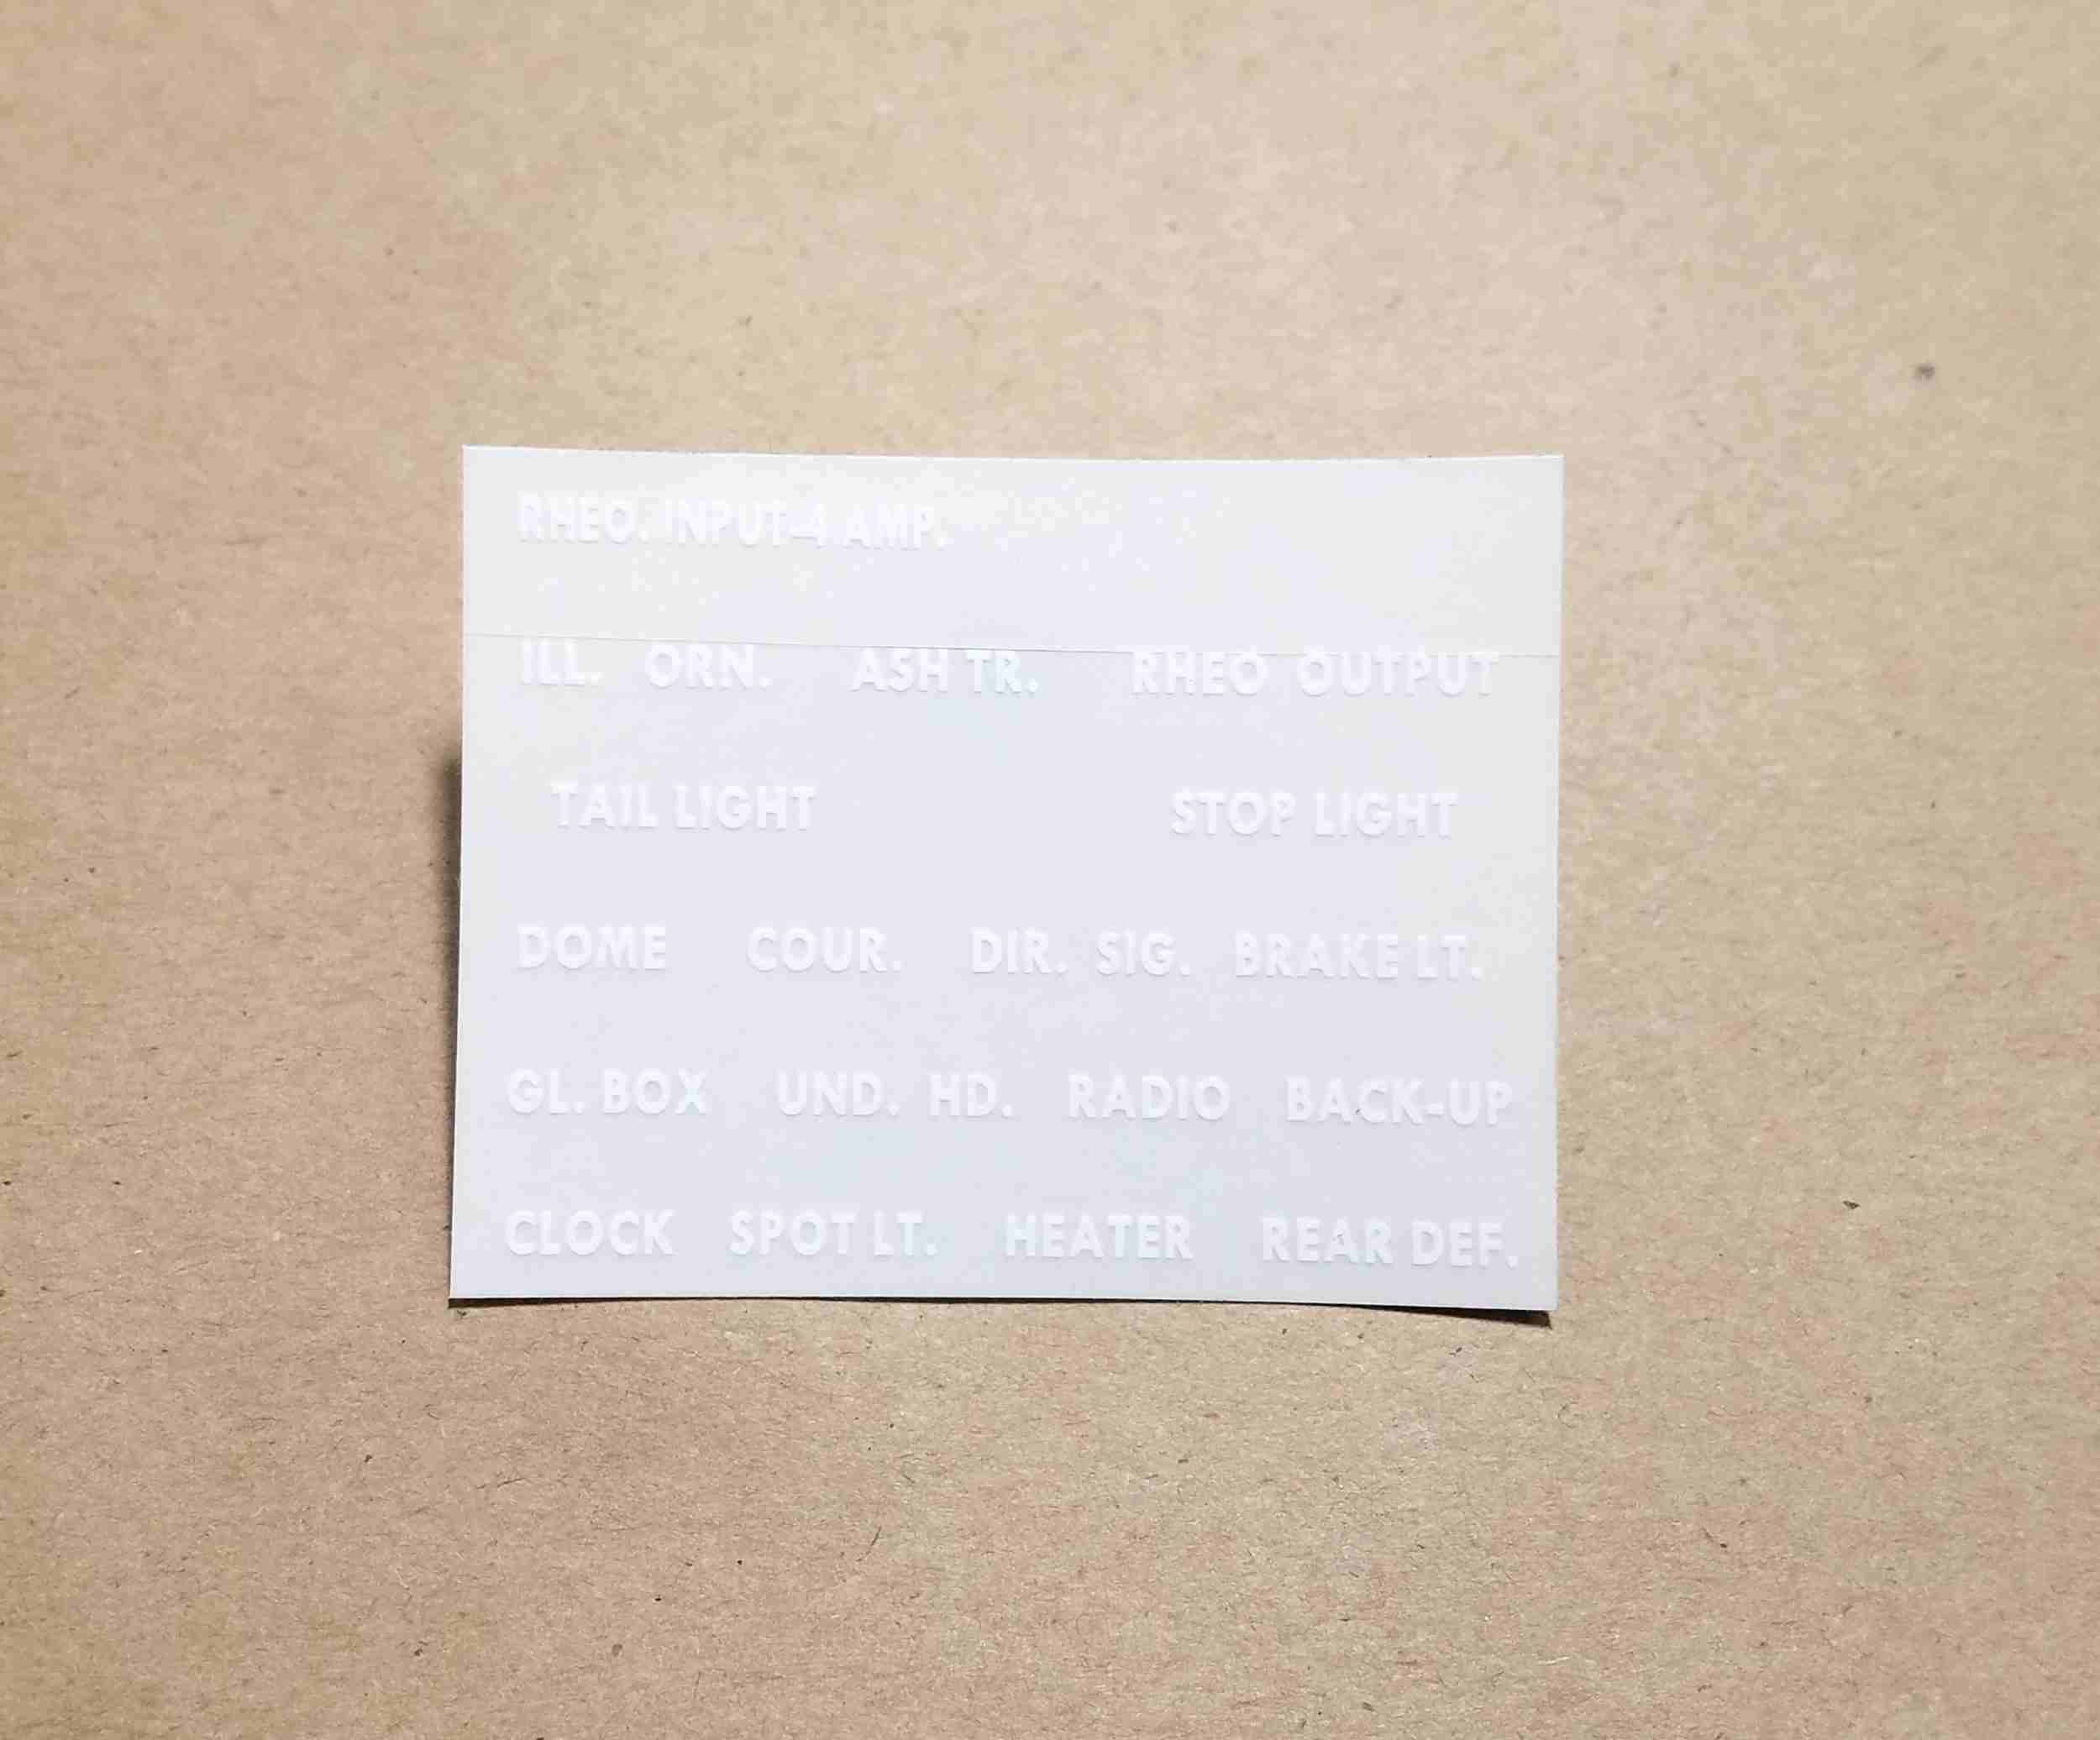 RHEO. INPUT-4 AMP.
ILL. ORN. ASH TR. RHEO OUTPUT
TAIL LIGHT STOP LIGHT
DOME COUR. DIR. SIG. BRAKE LT.
GL. BOX UND. HD. RADIO BACK-UP
CLOCK SPOT LT. HEATER REAR DEF.